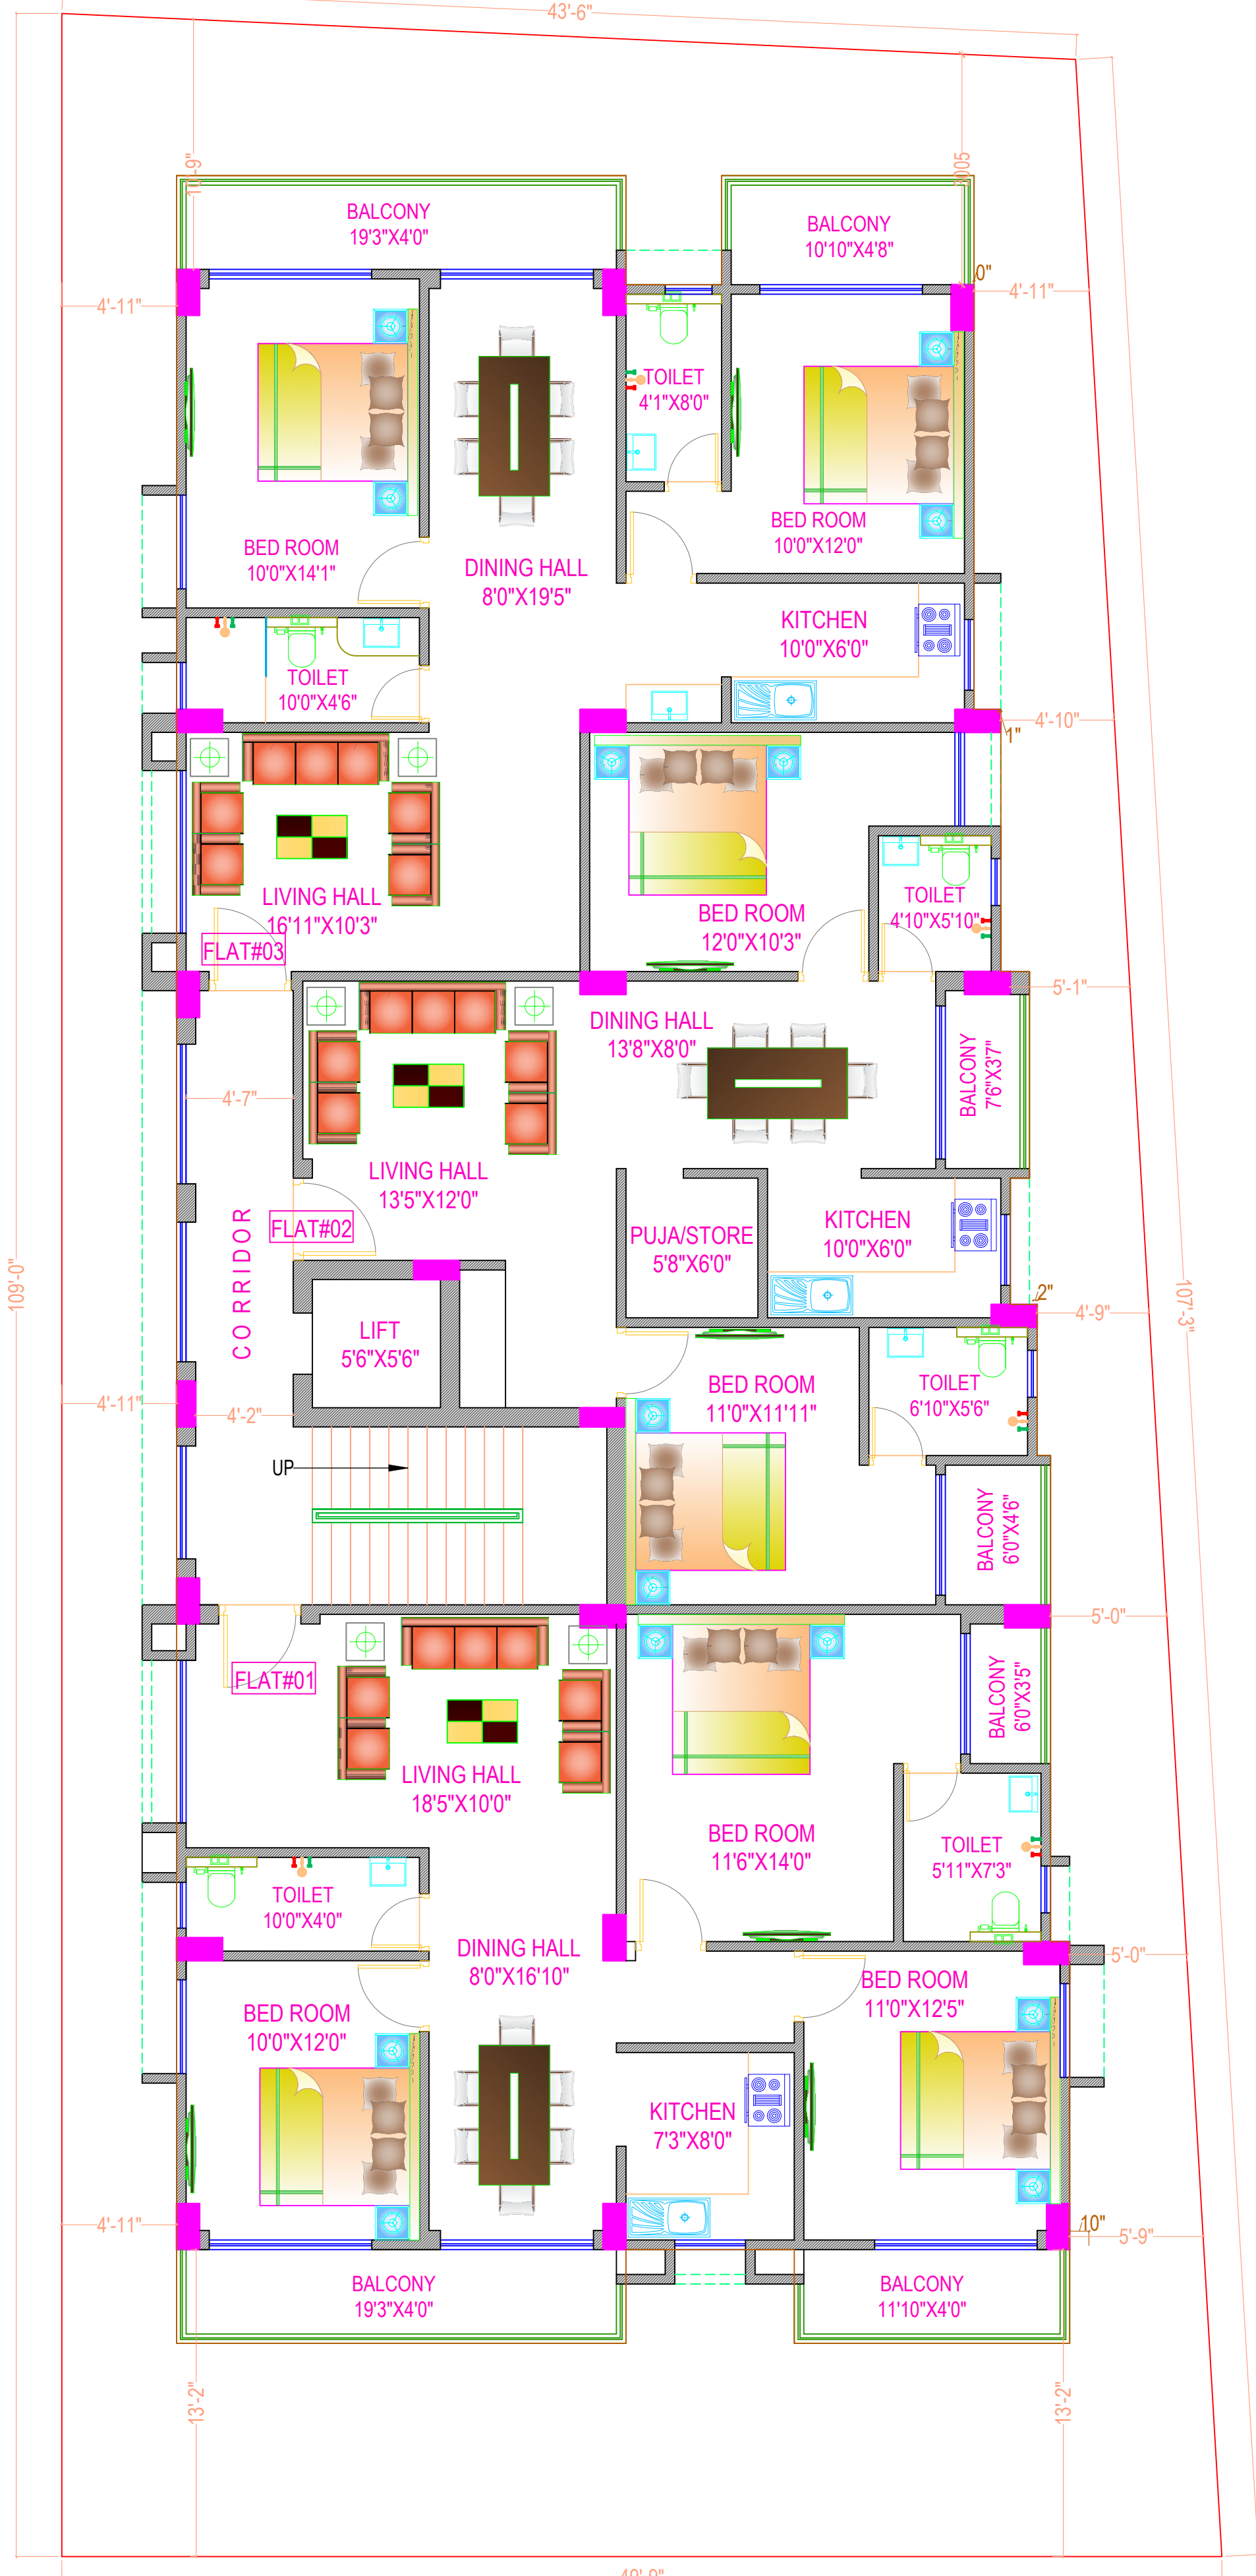 43'-6"
10'-9"
3005
BALCONY
19'3"X4'0"
BALCONY
10'10"X4'8"
0"
4'-11"
4'-11"
TOILET
4'1"X8'0"
BED ROOM
10'0"X12'0"
BED ROOM
10'0"X14'1"
DINING HALL
8'0"X19'5"
KITCHEN
10'0"X6'0"
TOILET
10'0"X4'6"
4'-10"
1"
LIVING HALL
16'11"X10'3"
FLAT#03
BED ROOM
12'0"X10'3"
TOILET
4'10"X5'10"
5'-1"
DINING HALL
13'8"X8'0"
BALCONY
7'6"X3'7"
4'-7"
LIVING HALL
13'5"X12'0"
FLAT#02
CORRIDOR
PUJA/STORE
5'8"X6'0"
KITCHEN
10'0"X6'0"
109'-0"
107'-3"
2"
4'-9"
LIFT
5'6"X5'6"
BED ROOM
11'0"X11'11"
TOILET
6'10"X5'6"
4'-11"
4'-2"
UP
BALCONY
6'0"X4'6"
5'-0"
FLAT#01
BALCONY
6'0"X3'5"
LIVING HALL
18'5"X10'0"
BED ROOM
11'6"X14'0"
TOILET
5'11"X7'3"
TOILET
10'0"X4'0"
DINING HALL
8'0"X16'10"
5'-0"
BED ROOM
10'0"X12'0"
BED ROOM
11'0"X12'5"
KITCHEN
7'3"X8'0"
4'-11"
10"
5'-9"
BALCONY
19'3"X4'0"
BALCONY
11'10"X4'0"
13'-2"
13'-2"